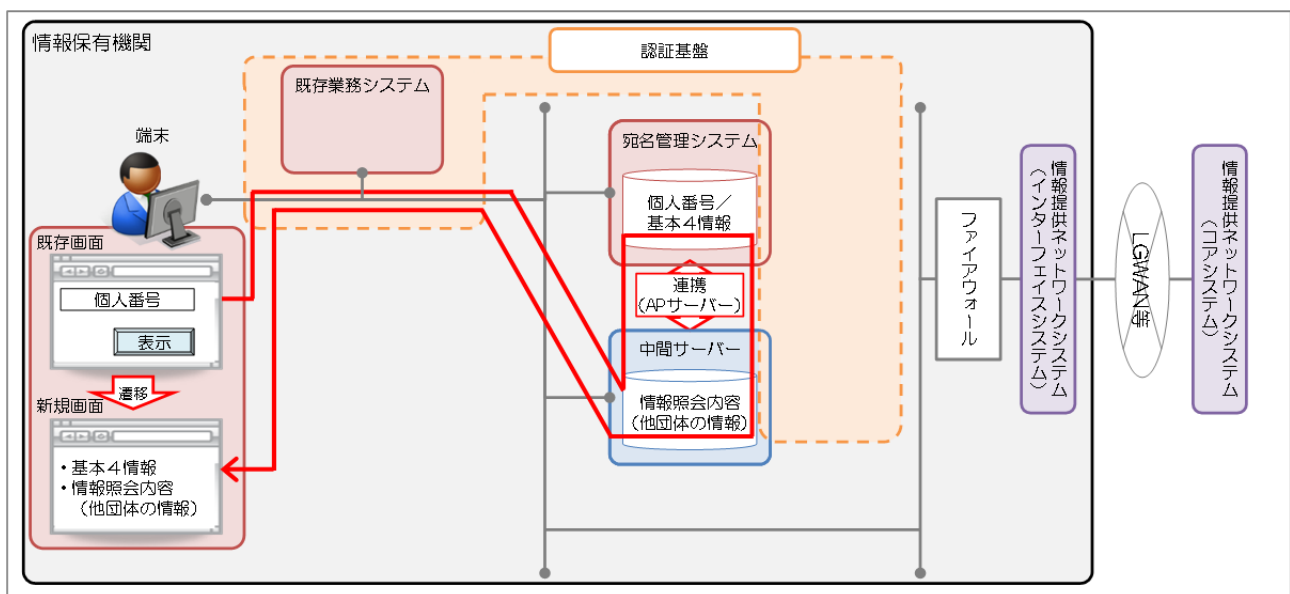 情報保有機関
認証基盤
既存業務システム
端末
宛名管理システム
個人番号／
基本４情報
連携
（APサーバー）
中間サーバー
情報照会内容
（他団体の情報）
既存画面
個人番号
表示
遷移
新規画面
・基本４情報
・情報照会内容
（他団体の情報）
ファイアウォール
情報提供ネットワークシステム
（インターフェイスシステム）
LGWAN等
情報提供ネットワークシステム
（コアシステム）